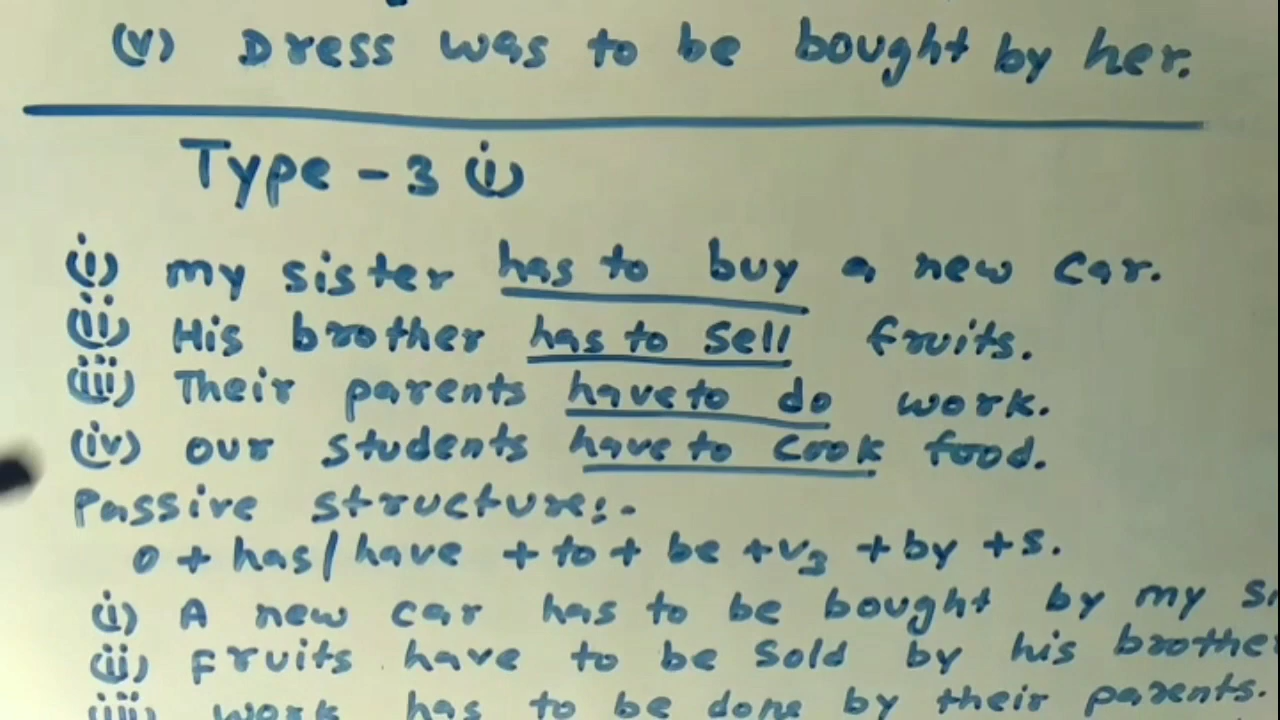 (v) Dress was to be bought by her.
Type - 3 (i)
(i) my sister has to buy a new car.
(ii) His brother has to sell fruits.
(iii) Their parents have to do work.
(iv) our students have to cook food.
Passive structure:-
o + has/have + to + be + v3 + by + s.
(i) A new car has to be bought by my
(ii) Fruits have to be sold by his brothe
(iii) work has to be done by their parents.